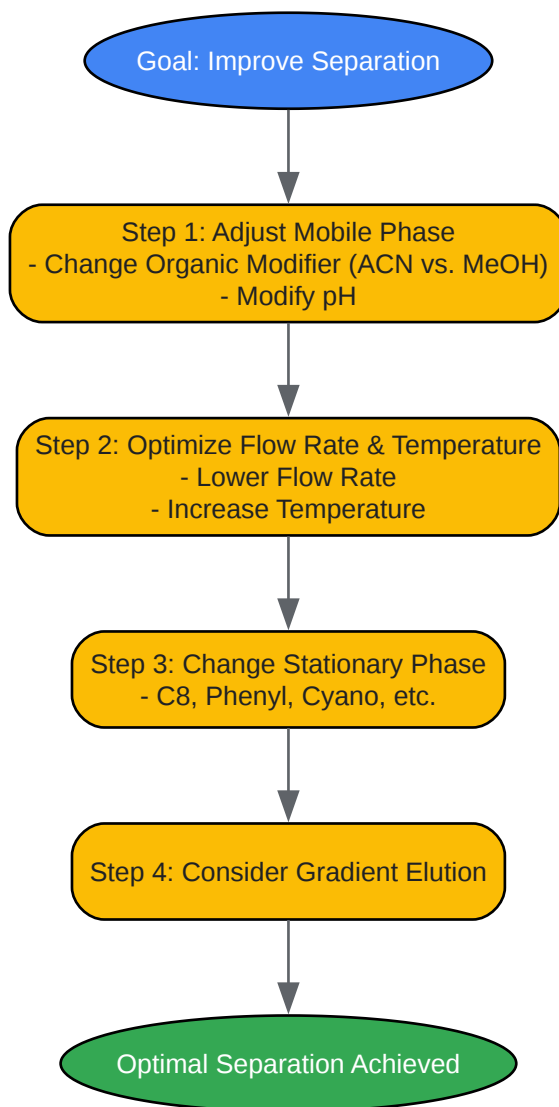 Goal: Improve Separation
Step 1: Adjust Mobile Phase
- Change Organic Modifier (ACN vs. MeOH)
- Modify pH
Step 2: Optimize Flow Rate & Temperature
- Lower Flow Rate
- Increase Temperature
Step 3: Change Stationary Phase
- C8, Phenyl, Cyano, etc.
Step 4: Consider Gradient Elution
Optimal Separation Achieved